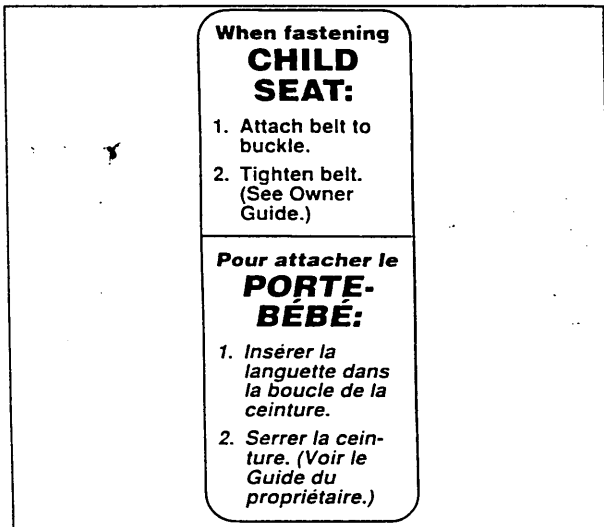 When fastening
CHILD
SEAT:
1. Attach belt to
buckle.
2. Tighten belt.
(See Owner
Guide.)
Pour attacher le
PORTE-
BÉBÉ:
1. Insérer la
languette dans
la boucle de la
ceinture.
2. Serrer la cein-
ture. (Voir le
Guide du
propriétaire.)